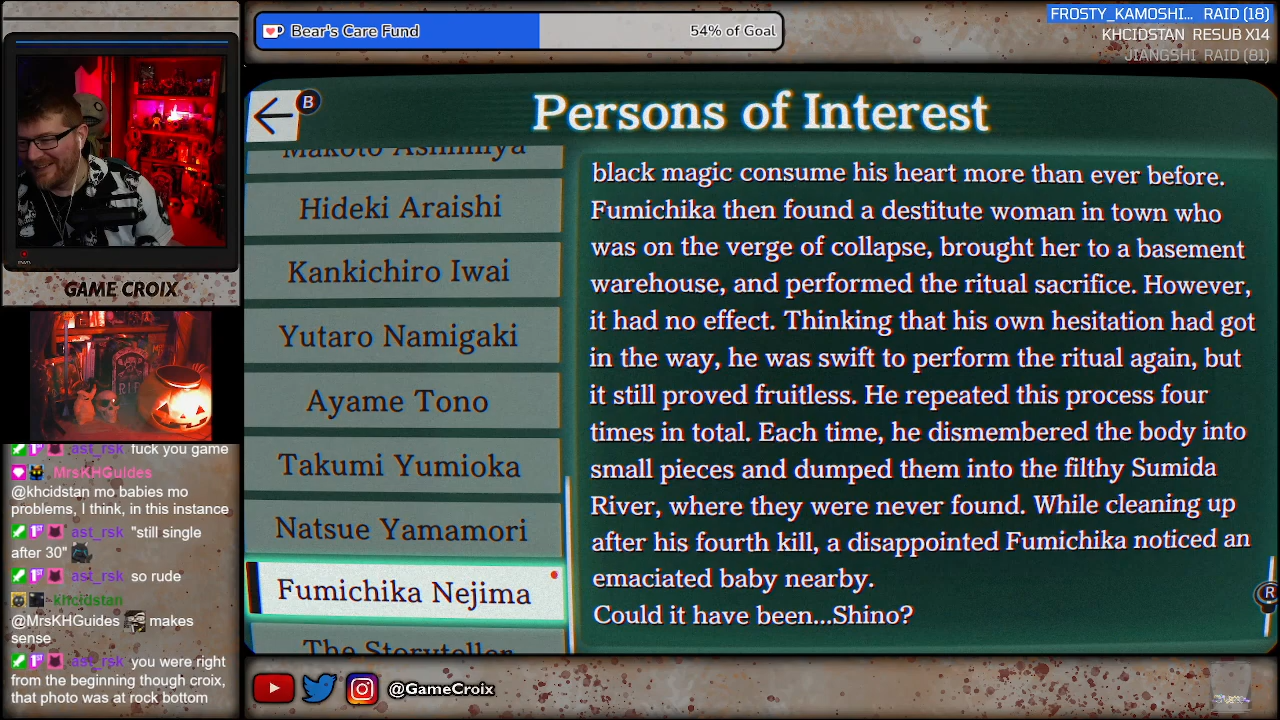 Bear's Care Fund
54% of Goal
FROSTY_KAMOSHI... RAID (18)
KHCIDSTAN RESUB X14
JIANGSHI RAID (81)
GAME CROIX
B
Persons of Interest
Makoto Ashimiya
Hideki Araishi
Kankichiro Iwai
Yutaro Namigaki
Ayame Tono
Takumi Yumioka
Natsue Yamamori
Fumichika Nejima
The Storyteller
black magic consume his heart more than ever before.
Fumichika then found a destitute woman in town who
was on the verge of collapse, brought her to a basement
warehouse, and performed the ritual sacrifice. However,
it had no effect. Thinking that his own hesitation had got
in the way, he was swift to perform the ritual again, but
it still proved fruitless. He repeated this process four
times in total. Each time, he dismembered the body into
small pieces and dumped them into the filthy Sumida
River, where they were never found. While cleaning up
after his fourth kill, a disappointed Fumichika noticed an
emaciated baby nearby.
Could it have been...Shino?
R
ast_rsk fuck you game
MrsKHGuides
@khcidstan mo babies mo
problems, I think, in this instance
ast_rsk "still single
after 30"
ast_rsk so rude
khcidstan
@MrsKHGuides makes
sense
ast_rsk you were right
from the beginning though croix,
that photo was at rock bottom
@GameCroix